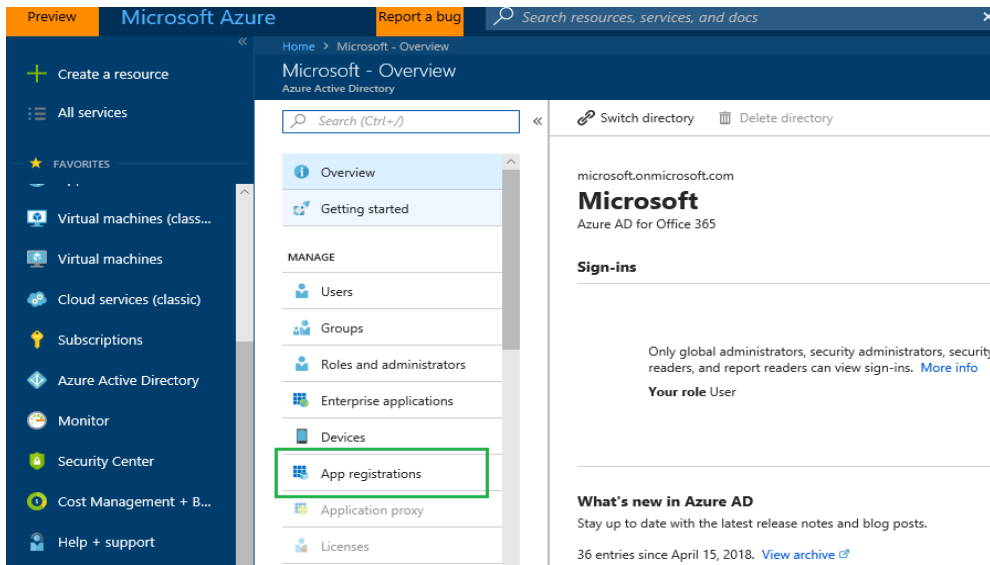 Preview
Microsoft Azure
Report a bug
Search resources, services, and docs
Create a resource
All services
FAVORITES
Virtual machines (class...
Virtual machines
Cloud services (classic)
Subscriptions
Azure Active Directory
Monitor
Security Center
Cost Management + B...
Help + support
Home > Microsoft - Overview
Microsoft - Overview
Azure Active Directory
Search (Ctrl+/)
Overview
Getting started
MANAGE
Users
Groups
Roles and administrators
Enterprise applications
Devices
App registrations
Application proxy
Licenses
Switch directory
Delete directory
microsoft.onmicrosoft.com
Microsoft
Azure AD for Office 365
Sign-ins
Only global administrators, security administrators, security
readers, and report readers can view sign-ins. More info
Your role User
What's new in Azure AD
Stay up to date with the latest release notes and blog posts.
36 entries since April 15, 2018. View archive